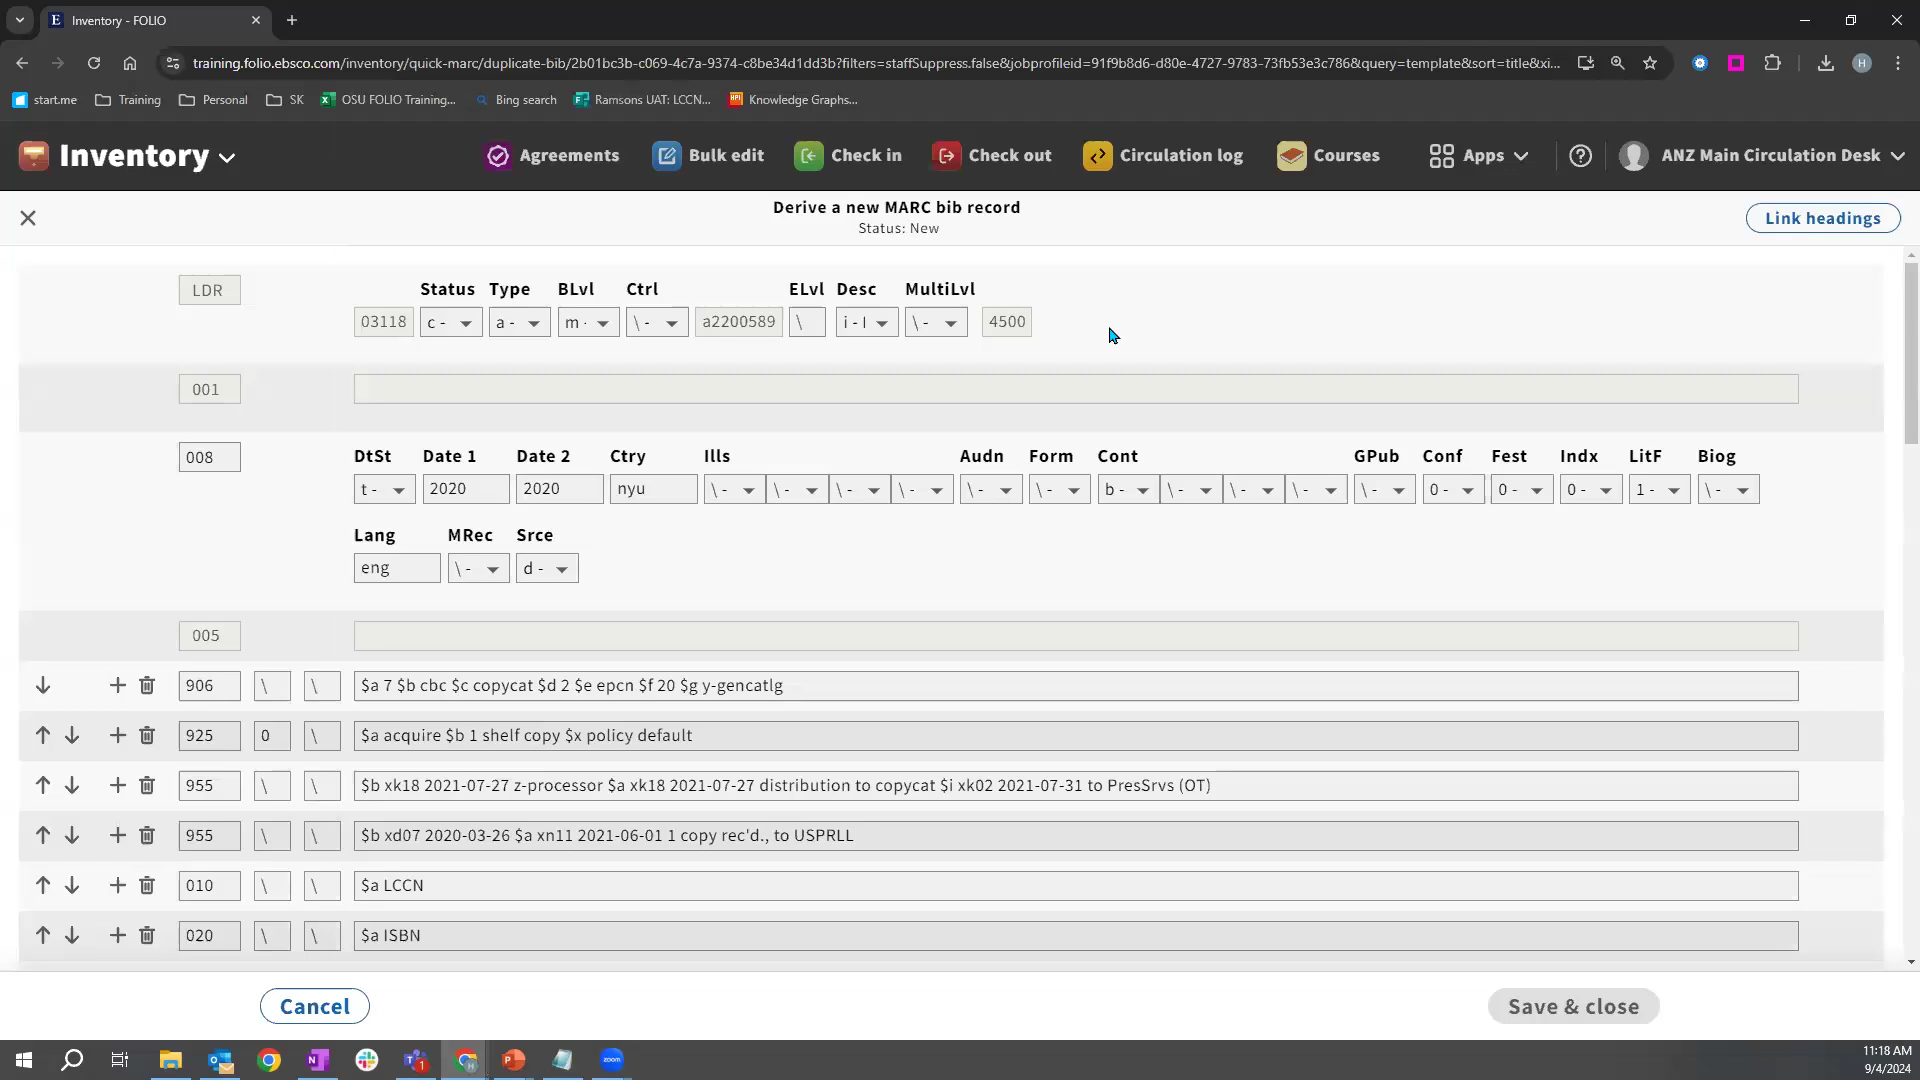 Inventory - FOLIO
training.folio.ebsco.com/inventory/quick-marc/duplicate-bib/2b01bc3b-c069-4c7a-9374-c8be34d1dd3b?filters=staffSuppress.false&jobprofileid=91f9b8d6-d80e-4727-9783-73fb53e3c786&query=template&sort=title&xi...
start.me Training Personal SK OSU FOLIO Training... Bing search Ramsons UAT: LCCN... Knowledge Graphs...
Inventory Agreements Bulk edit Check in Check out Circulation log Courses Apps ANZ Main Circulation Desk
Derive a new MARC bib record
Status: New
Link headings
Status Type BLvl Ctrl ELvl Desc MultiLvl
LDR 03118 c - a - m - \ - a2200589 \ i - I \ - 4500
001
DtSt Date 1 Date 2 Ctry Ills Audn Form Cont GPub Conf Fest Indx LitF Biog
008 t - 2020 2020 nyu \ - \ - \ - \ - \ - \ - b - \ - \ - \ - \ - 0 - 0 - 0 - 1 - \ -
Lang MRec Srce
eng \ - d -
005
906 \ \ $a 7 $b cbc $c copycat $d 2 $e epcn $f 20 $g y-gencatlg
925 0 \ $a acquire $b 1 shelf copy $x policy default
955 \ \ $b xk18 2021-07-27 z-processor $a xk18 2021-07-27 distribution to copycat $i xk02 2021-07-31 to PresSrvs (OT)
955 \ \ $b xd07 2020-03-26 $a xn11 2021-06-01 1 copy rec'd., to USPRLL
010 \ \ $a LCCN
020 \ \ $a ISBN
Cancel Save & close
11:18 AM
9/4/2024